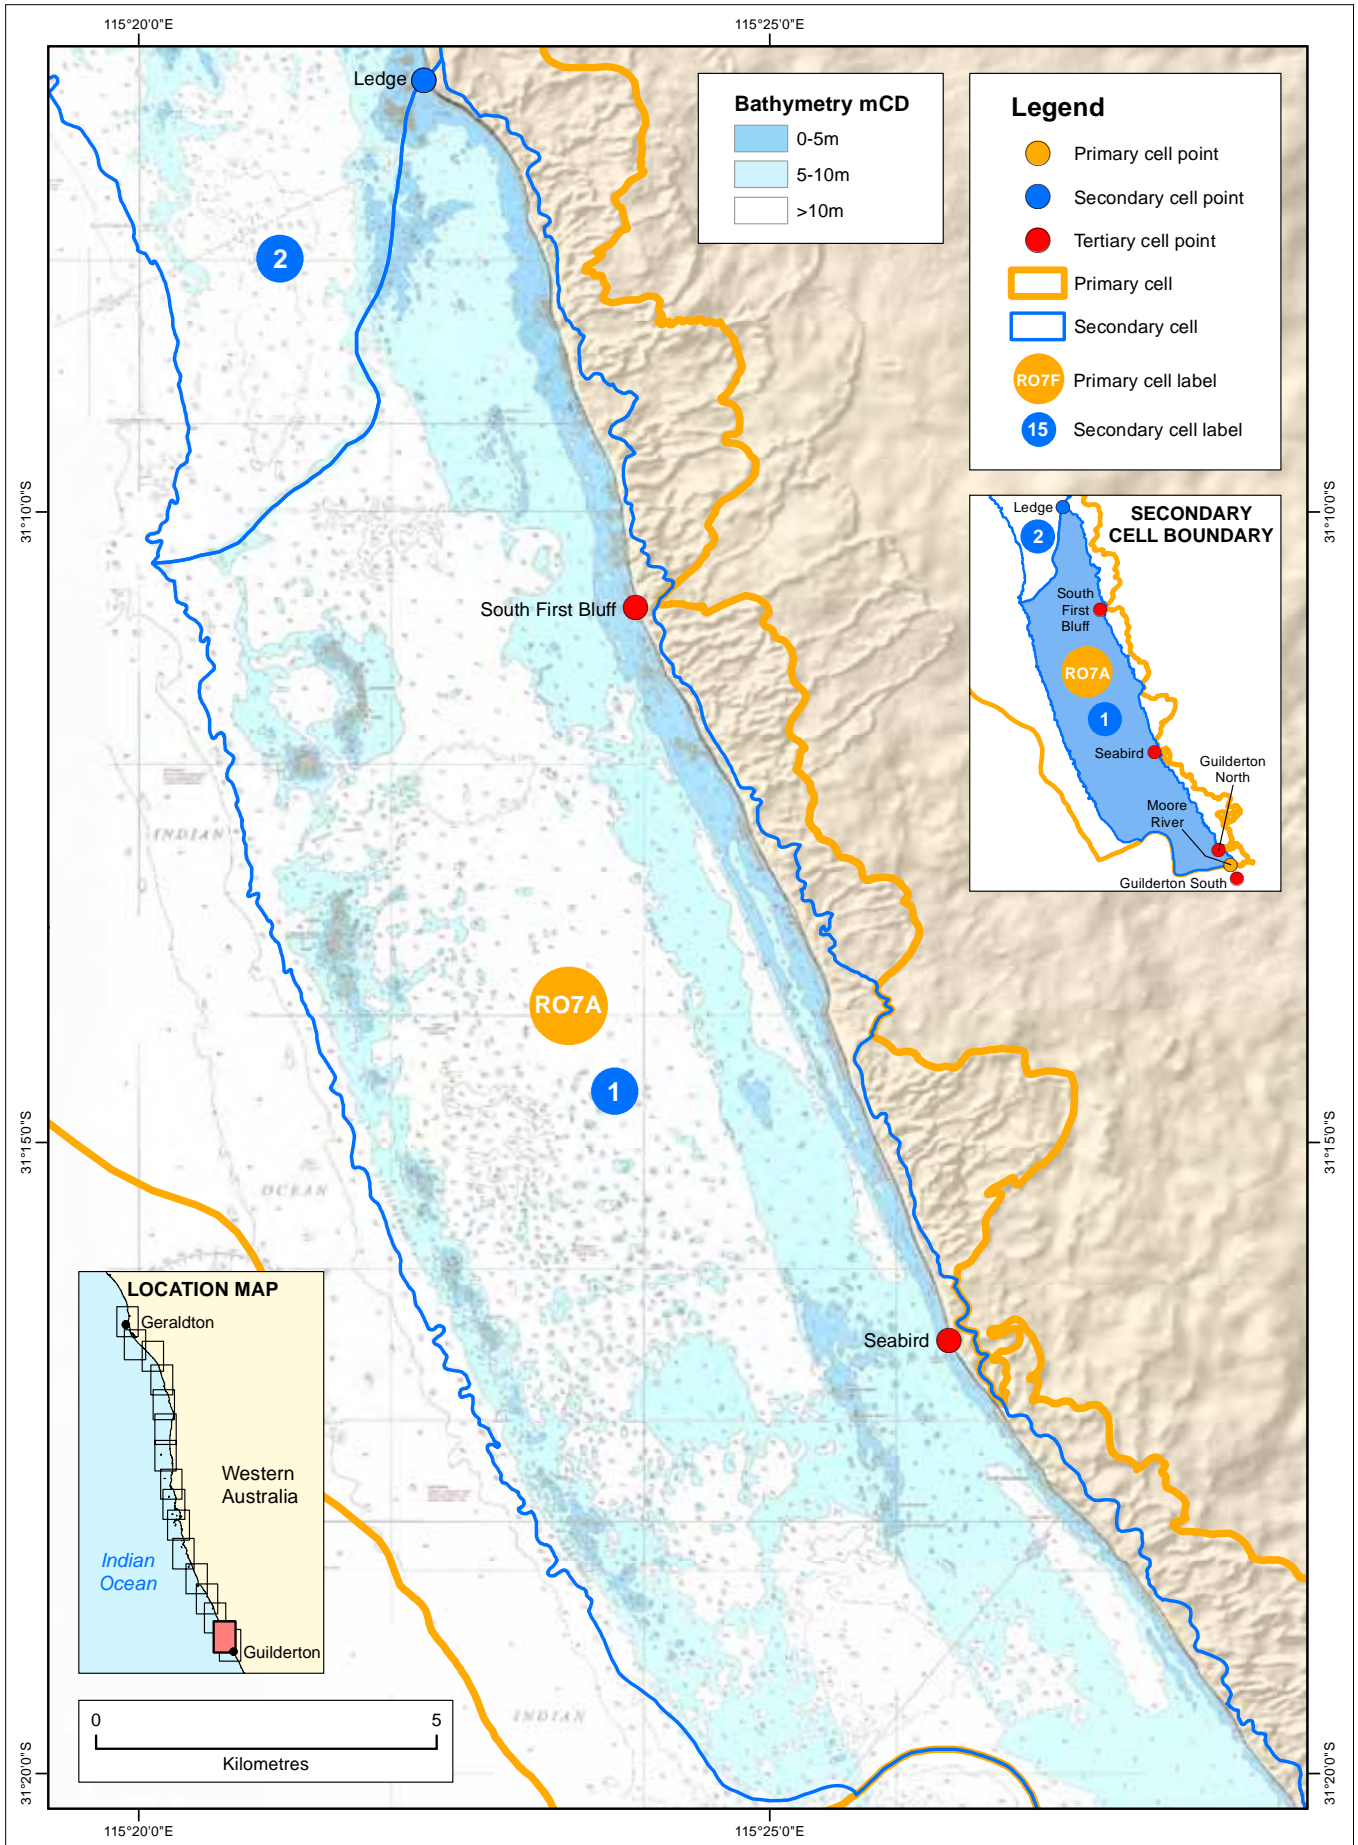 115°20'0"E
115°25'0"E
Ledge
Bathymetry mCD
0-5m
5-10m
>10m
Legend
Primary cell point
Secondary cell point
Tertiary cell point
Primary cell
Secondary cell
RO7F
Primary cell label
15
Secondary cell label
2
31°10'0"S
31°10'0"S
SECONDARY
CELL BOUNDARY
Ledge
2
South
First
Bluff
RO7A
1
Seabird
Guilderton
North
Moore
River
Guilderton South
South First Bluff
INDIAN
RO7A
1
31°15'0"S
31°15'0"S
OCEAN
LOCATION MAP
Geraldton
Western
Australia
Indian
Ocean
Guilderton
Seabird
INDIAN
0
5
Kilometres
31°20'0"S
31°20'0"S
115°20'0"E
115°25'0"E